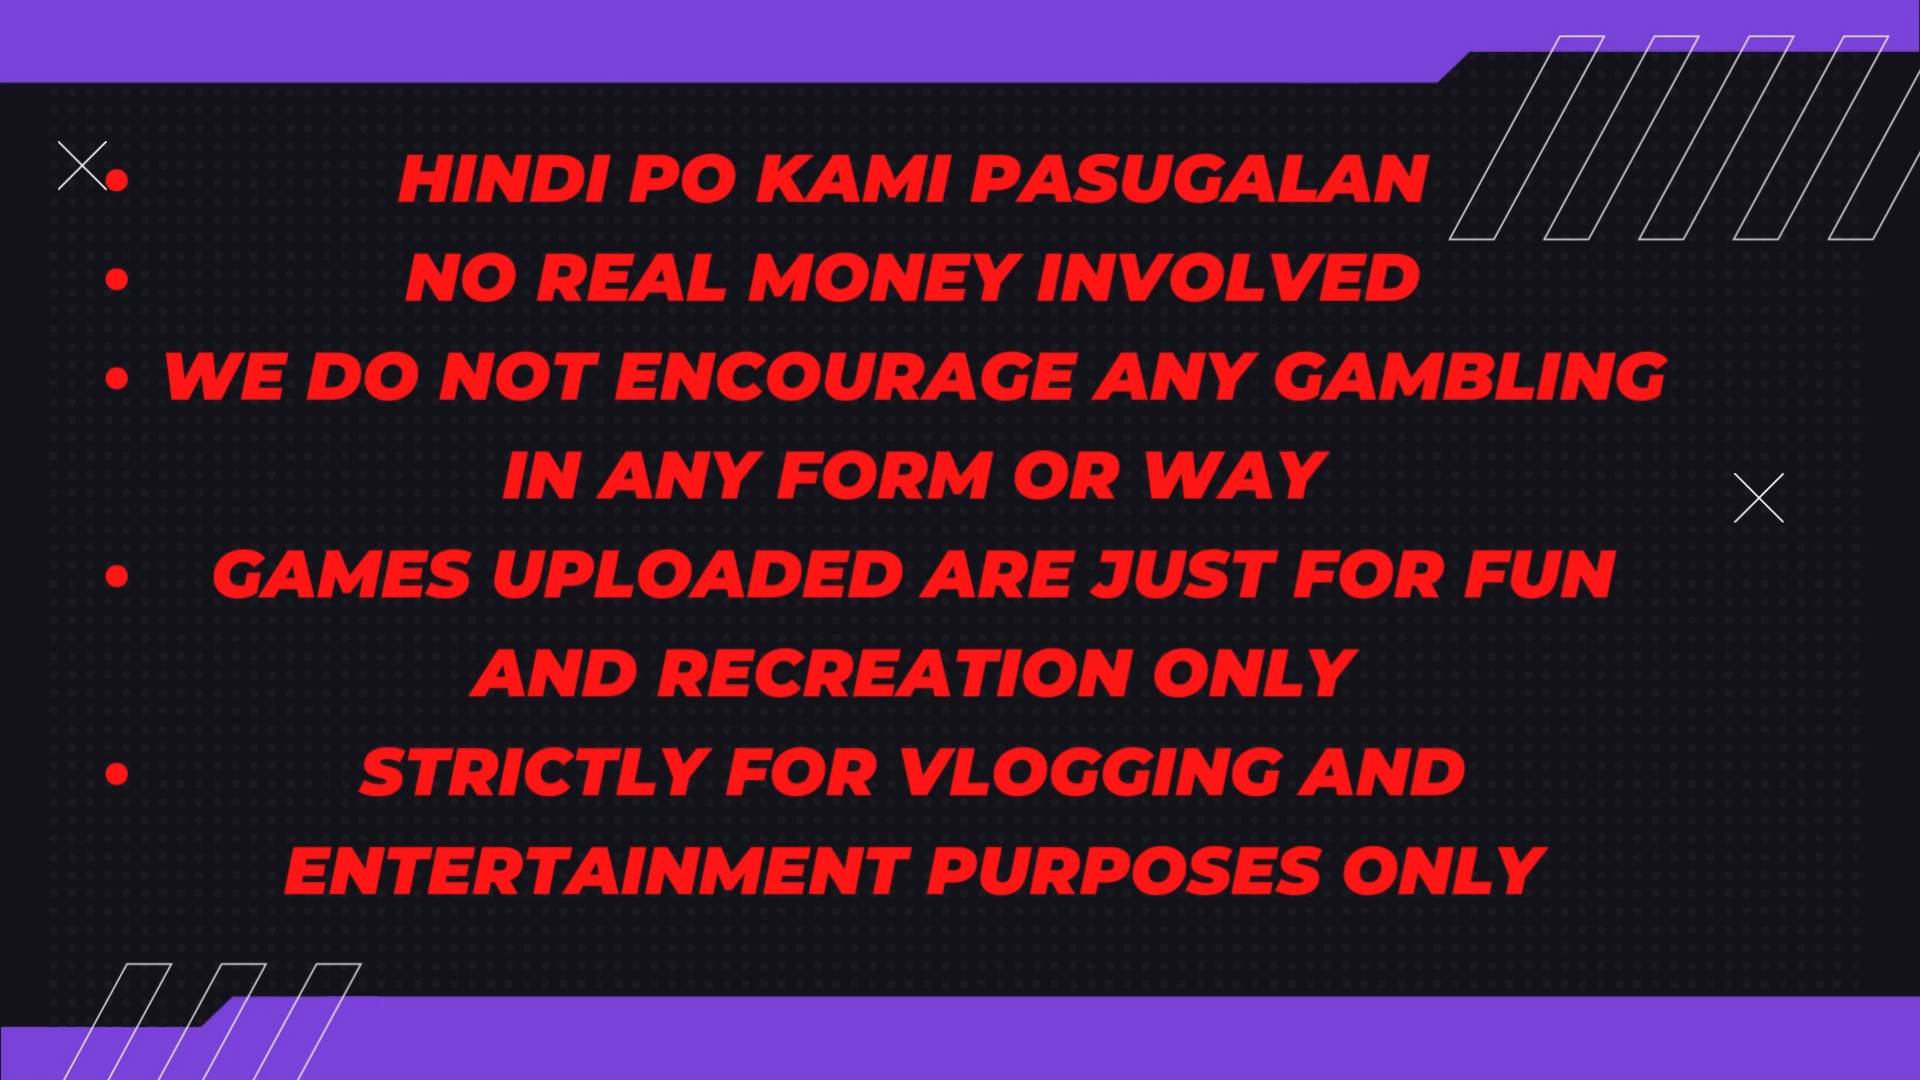 • HINDI PO KAMI PASUGALAN
• NO REAL MONEY INVOLVED
• WE DO NOT ENCOURAGE ANY GAMBLING
IN ANY FORM OR WAY
• GAMES UPLOADED ARE JUST FOR FUN
AND RECREATION ONLY
• STRICTLY FOR VLOGGING AND
ENTERTAINMENT PURPOSES ONLY